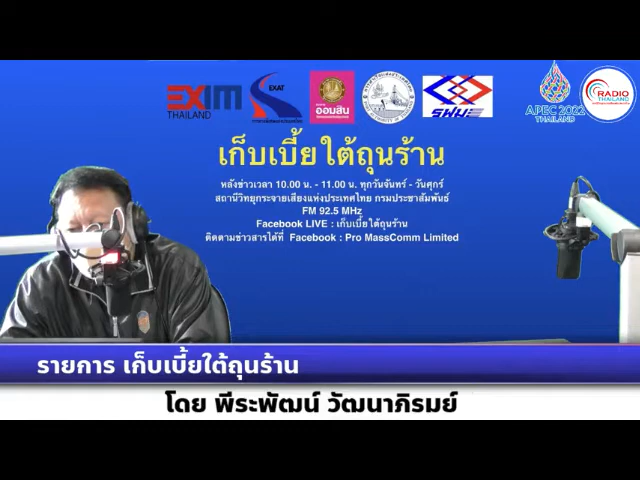 EXIM
THAILAND
EXAT
ออมสิน
รฟม
APEC 2022
THAILAND
RADIO
THAILAND
เก็บเบี้ยใต้ถุนร้าน
หลังข่าวเวลา 10.00 น. - 11.00 น. ทุกวันจันทร์ - วันศุกร์
สถานีวิทยุกระจายเสียงแห่งประเทศไทย กรมประชาสัมพันธ์
FM 92.5 MHz
Facebook LIVE : เก็บเบี้ยใต้ถุนร้าน
ติดตามข่าวสารได้ที่ Facebook : Pro MassComm Limited
รายการ เก็บเบี้ยใต้ถุนร้าน
โดย พีระพัฒน์ วัฒนาภิรมย์